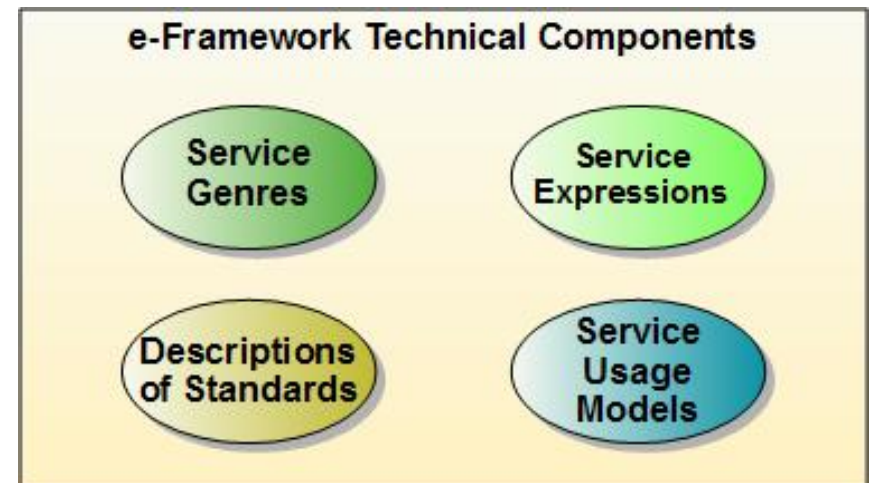 e-Framework Technical Components
Service
Genres
Service
Expressions
Descriptions
of Standards
Service
Usage
Models